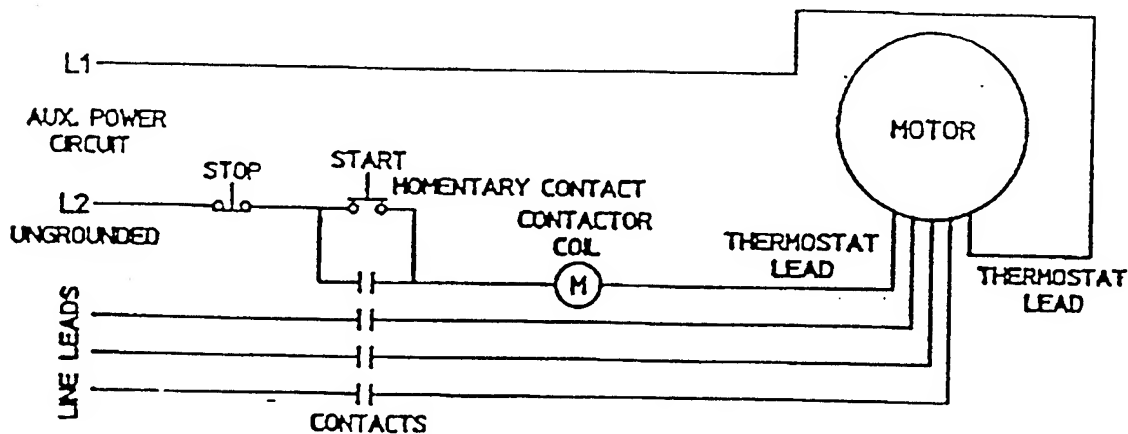 L1
MOTOR
AUX. POWER
CIRCUIT
STOP
START
MOMENTARY CONTACT
L2
UNGROUNDED
CONTACTOR
COIL
M
THERMOSTAT
LEAD
THERMOSTAT
LEAD
LINE LEADS
CONTACTS